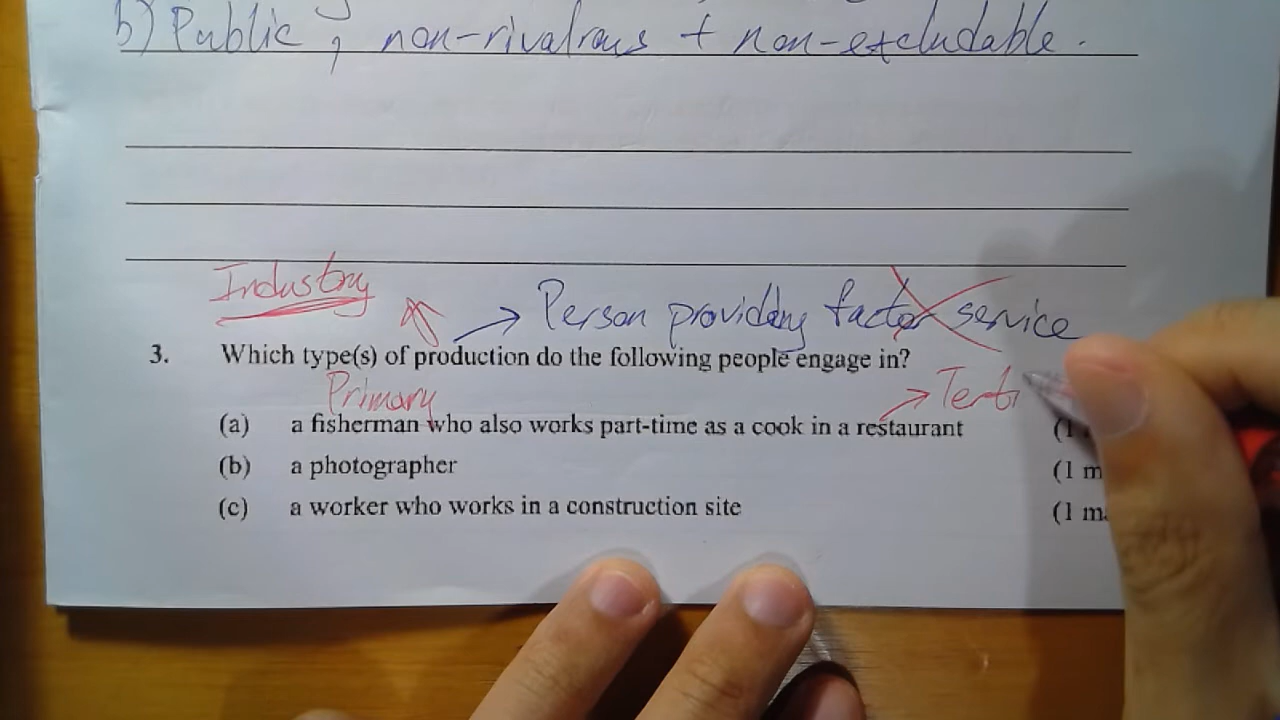 b) Public, non-rivalrous + non-excludable.
Industry
→ Person providing factor service
3. Which type(s) of production do the following people engage in?
Primary
→ Terti
(a) a fisherman who also works part-time as a cook in a restaurant (1
(b) a photographer (1 m
(c) a worker who works in a construction site (1 ma